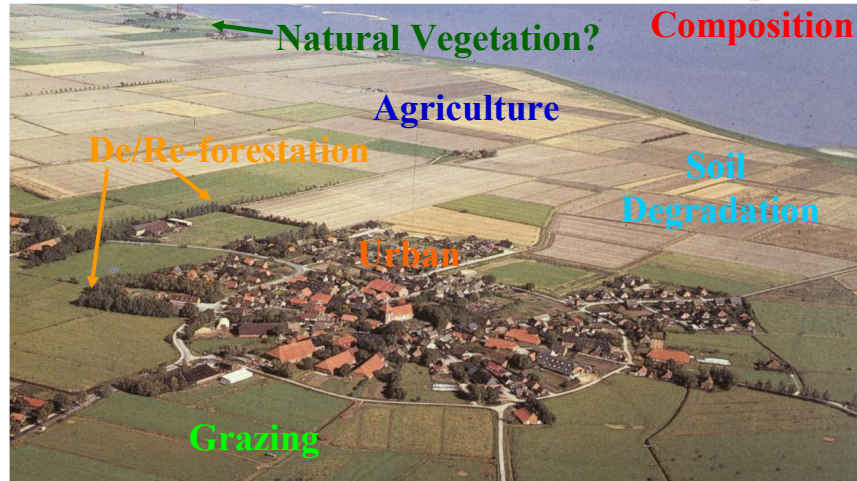 Composition
Natural Vegetation?
Agriculture
De/Re-forestation
Soil
Degradation
Urban
Grazing